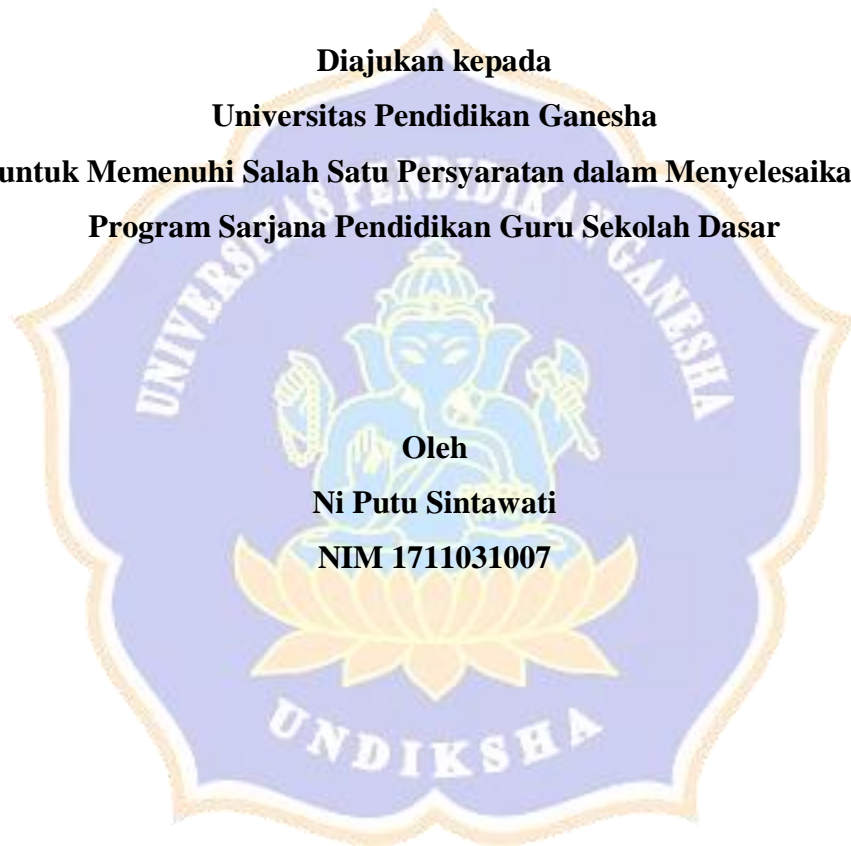 Diajukan kepada
Universitas Pendidikan Ganesha
untuk Memenuhi Salah Satu Persyaratan dalam Menyelesaika
Program Sarjana Pendidikan Guru Sekolah Dasar
UNIVERSITAS PENDIDIKAN GANESHA
Oleh
Ni Putu Sintawati
NIM 1711031007
UNDIKSHA